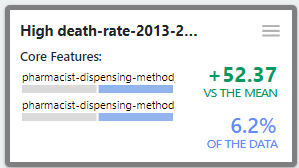 High death-rate-2013-2...
Core Features:
pharmacist-dispensing-method
+52.37
VS THE MEAN
pharmacist-dispensing-method
6.2%
OF THE DATA